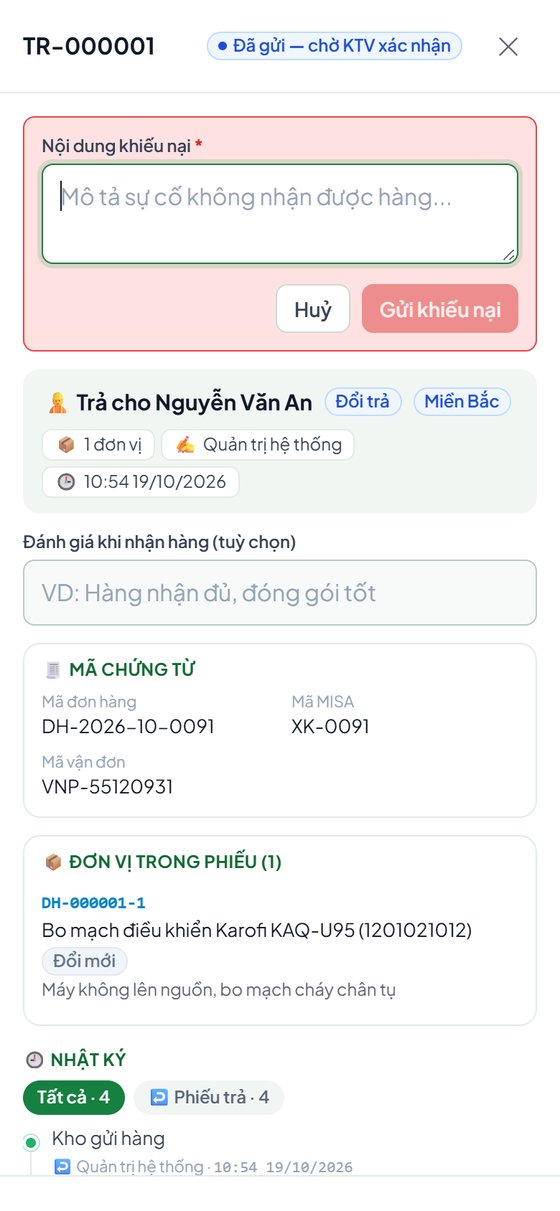 TR-000001
Đã gửi — chờ KTV xác nhận
Nội dung khiếu nại *
Mô tả sự cố không nhận được hàng...
Huỷ
Gửi khiếu nại
Trả cho Nguyễn Văn An
Đổi trả
Miền Bắc
1 đơn vị
Quản trị hệ thống
10:54 19/10/2026
Đánh giá khi nhận hàng (tuỳ chọn)
VD: Hàng nhận đủ, đóng gói tốt
MÃ CHỨNG TỪ
Mã đơn hàng
DH-2026-10-0091
Mã MISA
XK-0091
Mã vận đơn
VNP-55120931
ĐƠN VỊ TRONG PHIẾU (1)
DH-000001-1
Bo mạch điều khiển Karofi KAQ-U95 (1201021012)
Đổi mới
Máy không lên nguồn, bo mạch cháy chân tụ
NHẬT KÝ
Tất cả · 4
Phiếu trả · 4
Kho gửi hàng
Quản trị hệ thống · 10:54 19/10/2026